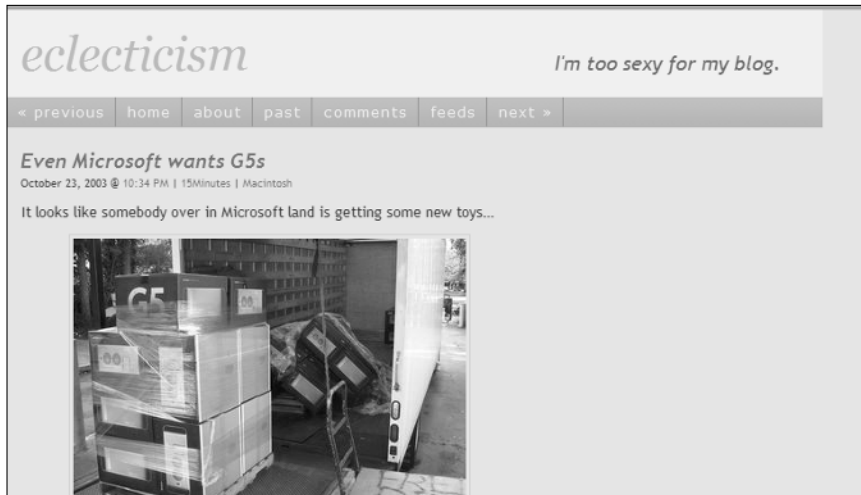 eclecticism
I'm too sexy for my blog.
« previous home about past comments feeds next »
Even Microsoft wants G5s
October 23, 2003 @ 10:34 PM | 15Minutes | Macintosh
It looks like somebody over in Microsoft land is getting some new toys...
G5